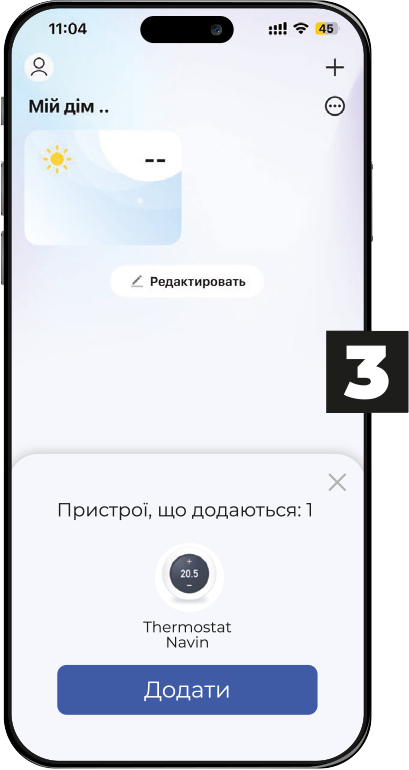 11:04
45
Мій дім ..
--
Редактировать
3
Пристрої, що додаються: 1
+
20.5
−
Thermostat
Navin
Додати